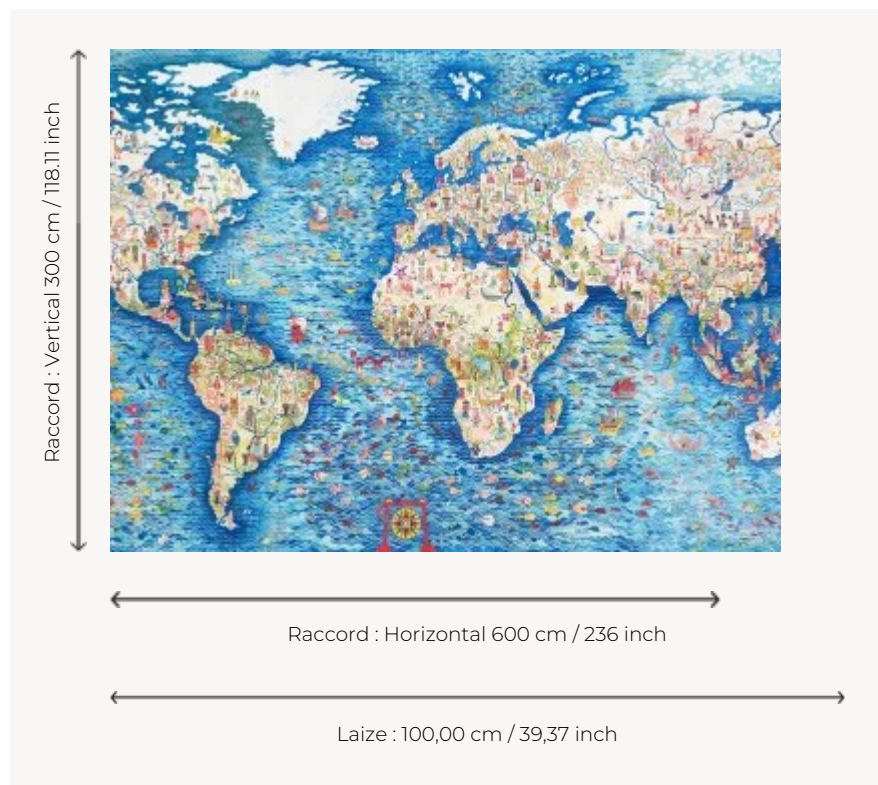 Raccord : Vertical 300 cm / 118.11 inch
Raccord : Horizontal 600 cm / 236 inch
Laize : 100,00 cm / 39,37 inch